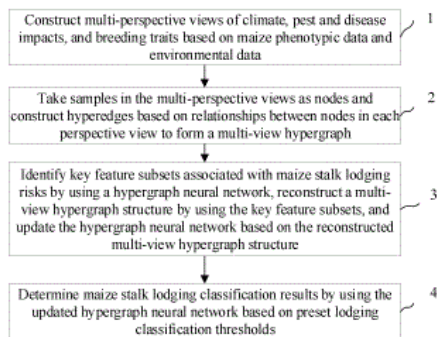 Construct multi-perspective views of climate, pest and disease
impacts, and breeding traits based on maize phenotypic data and
environmental data
1
Take samples in the multi-perspective views as nodes and
construct hyperedges based on relationships between nodes in each
perspective view to form a multi-view hypergraph
2
Identify key feature subsets associated with maize stalk lodging
risks by using a hypergraph neural network, reconstruct a multi-
view hypergraph structure by using the key feature subsets, and
update the hypergraph neural network based on the reconstructed
multi-view hypergraph structure
3
Determine maize stalk lodging classification results by using the
updated hypergraph neural network based on preset lodging
classification thresholds
4